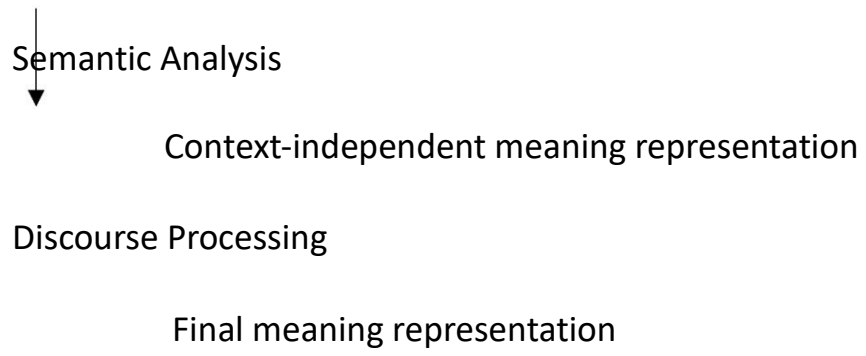 Semantic Analysis
Context-independent meaning representation
Discourse Processing
Final meaning representation